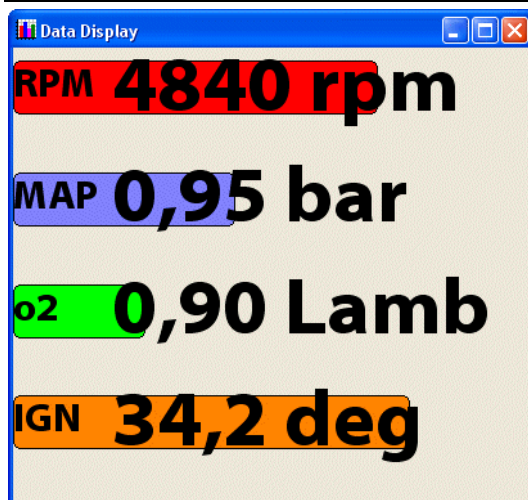 Data Display
RPM 4840 rpm
MAP 0,95 bar
o2 0,90 Lamb
IGN 34,2 deg